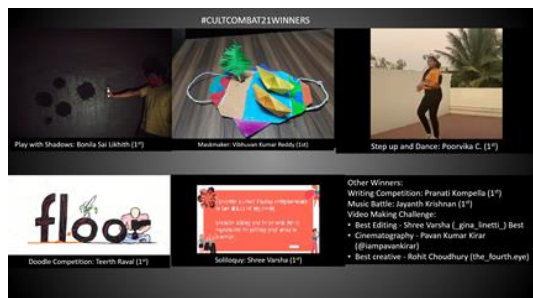 #CULTCOMBAT21WINNERS
Play with Shadows: Bonila Sai Likhith (1st)
Maskmaker: Vibhuvan Kumar Reddy (1st)
Step up and Dance: Poorvika C. (1st)
floo
Doodle Competition: Teerth Raval (1st)
Soliloquy: Shree Varsha (1st)
Other Winners:
Writing Competition: Pranati Kompella (1st)
Music Battle: Jayanth Krishnan (1st)
Video Making Challenge:
• Best Editing - Shree Varsha (_gina_linetti_) Best
• Cinematography - Pavan Kumar Kirar
(@iampavankirar)
• Best creative - Rohit Choudhury (the_fourth.eye)